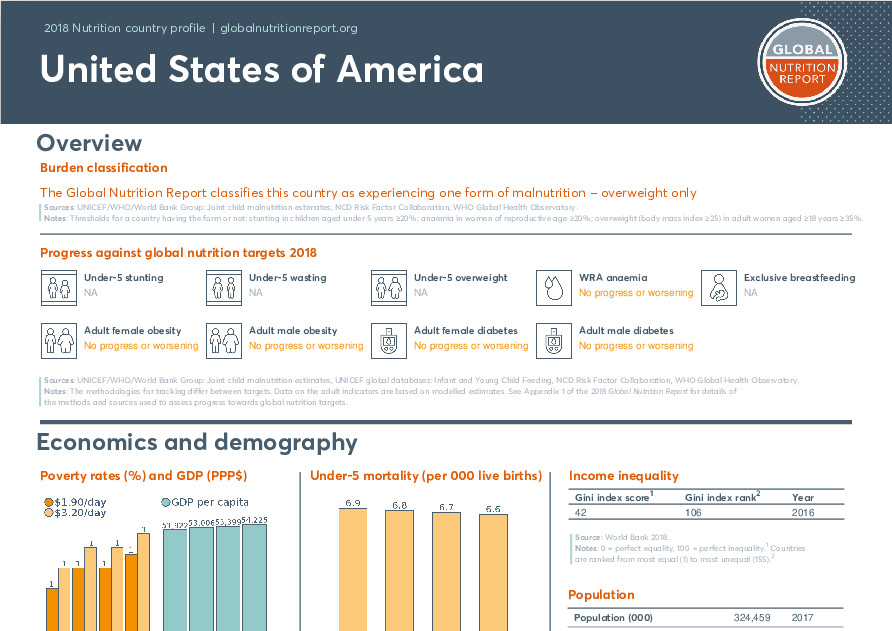 2018 Nutrition country profile | globalnutritionreport.org
United States of America
GLOBAL
NUTRITION
REPORT
Overview
Burden classification
The Global Nutrition Report classifies this country as experiencing one form of malnutrition – overweight only
Sources: UNICEF/WHO/World Bank Group: Joint child malnutrition estimates, NCD Risk Factor Collaboration, WHO Global Health Observatory.
Notes: Thresholds for a country having the form or not: stunting in children aged under 5 years ≥20%; anaemia in women of reproductive age ≥20%; overweight (body mass index ≥25) in adult women aged ≥18 years ≥35%.
Progress against global nutrition targets 2018
Under-5 stunting
NA
Under-5 wasting
NA
Under-5 overweight
NA
WRA anaemia
No progress or worsening
Exclusive breastfeeding
NA
Adult female obesity
No progress or worsening
Adult male obesity
No progress or worsening
Adult female diabetes
No progress or worsening
Adult male diabetes
No progress or worsening
Sources: UNICEF/WHO/World Bank Group: Joint child malnutrition estimates, UNICEF global databases: Infant and Young Child Feeding, NCD Risk Factor Collaboration, WHO Global Health Observatory.
Notes: The methodologies for tracking differ between targets. Data on the adult indicators are based on modelled estimates. See Appendix 1 of the 2018 Global Nutrition Report for details of
the methods and sources used to assess progress towards global nutrition targets.
Economics and demography
Poverty rates (%) and GDP (PPP$)
$1.90/day
$3.20/day
GDP per capita
1 1 1 1 1 1 1 1
51,922 53,006 53,399 54,225
Under-5 mortality (per 000 live births)
6.9 6.8 6.7 6.6
Income inequality
Gini index score1 Gini index rank2 Year
42 106 2016
Source: World Bank 2018.
Notes: 0 = perfect equality, 100 = perfect inequality.1 Countries
are ranked from most equal (1) to most unequal (155).2
Population
Population (000) 324,459 2017